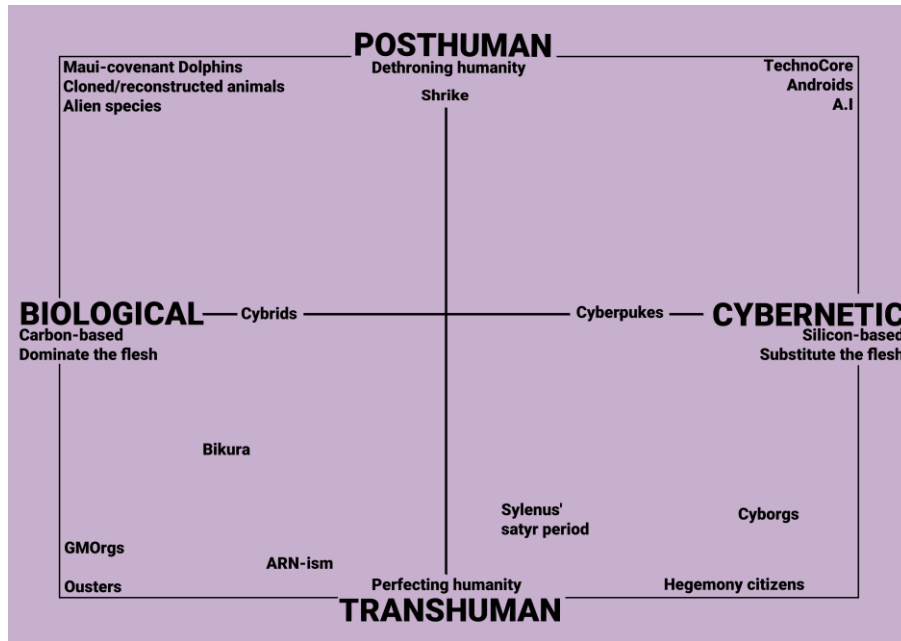 POSTHUMAN
Dethroning humanity
Maui-covenant Dolphins
Cloned/reconstructed animals
Alien species
TechnoCore
Androids
A.I
Shrike
BIOLOGICAL
Carbon-based
Dominate the flesh
Cybrids
Cyberpukes
CYBERNETIC
Silicon-based
Substitute the flesh
Bikura
Sylenus'
satyr period
Cyborgs
GMOrgs
ARN-ism
Ousters
Perfecting humanity
Hegemony citizens
TRANSHUMAN